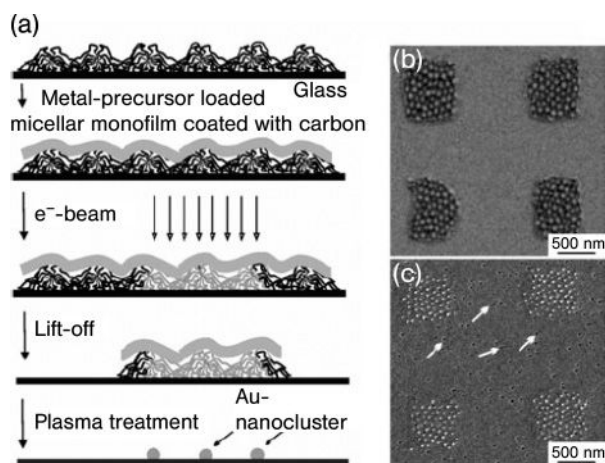 (a)
Glass
Metal-precursor loaded
micellar monofilm coated with carbon
e⁻-beam
Lift-off
Plasma treatment
Au-
nanocluster
(b)
500 nm
(c)
500 nm